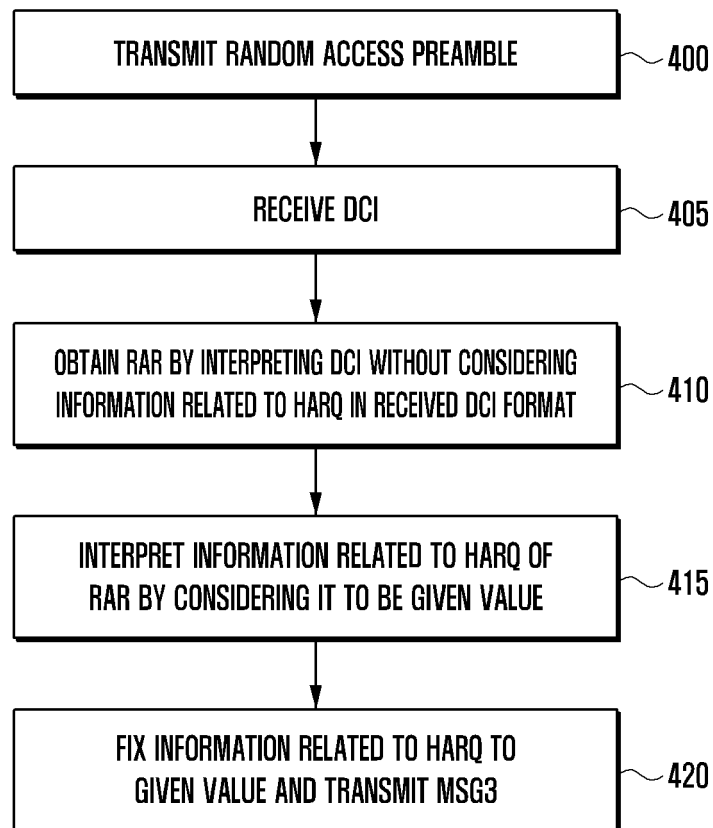 TRANSMIT RANDOM ACCESS PREAMBLE
400
RECEIVE DCI
405
OBTAIN RAR BY INTERPRETING DCI WITHOUT CONSIDERING
INFORMATION RELATED TO HARQ IN RECEIVED DCI FORMAT
410
INTERPRET INFORMATION RELATED TO HARQ OF
RAR BY CONSIDERING IT TO BE GIVEN VALUE
415
FIX INFORMATION RELATED TO HARQ TO
GIVEN VALUE AND TRANSMIT MSG3
420